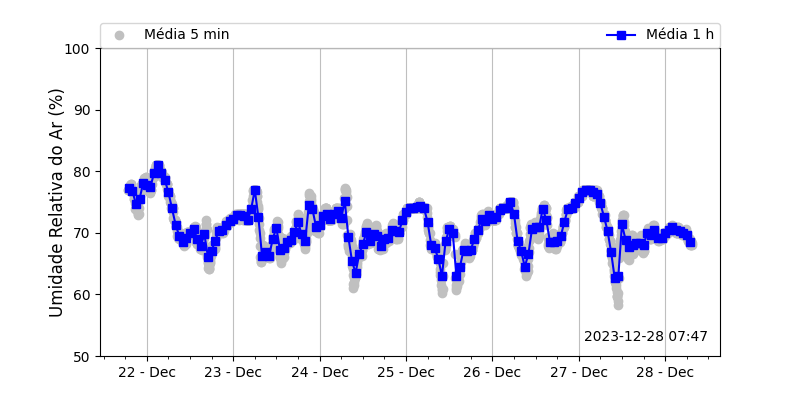 Média 5 min
Média 1 h
Umidade Relativa do Ar (%)
100
90
80
70
60
50
2023-12-28 07:47
22 - Dec
23 - Dec
24 - Dec
25 - Dec
26 - Dec
27 - Dec
28 - Dec